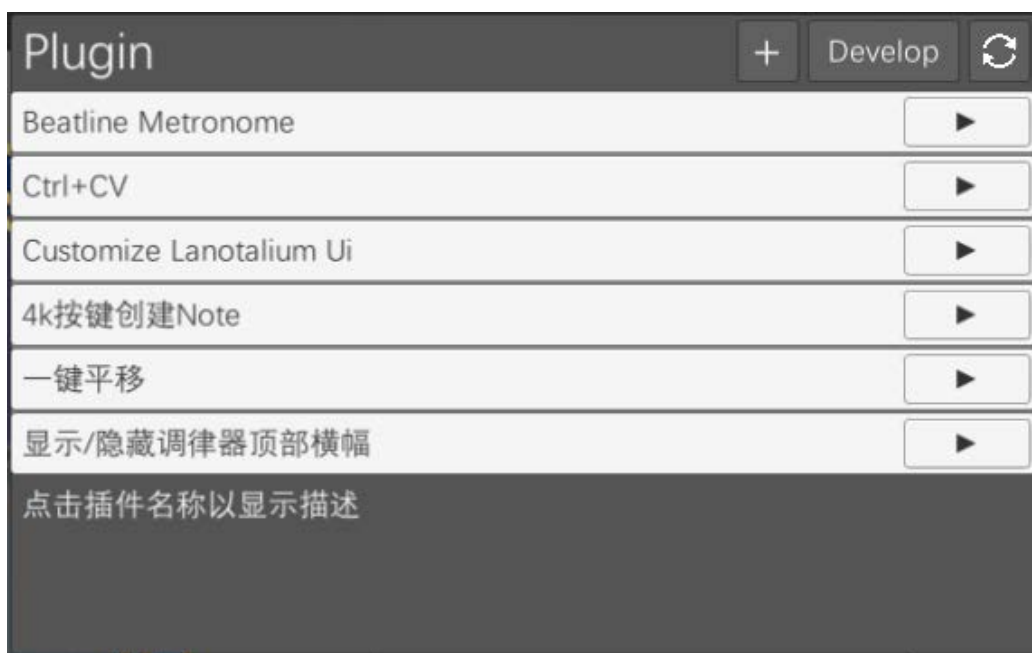 Plugin + Develop
Beatline Metronome
Ctrl+CV
Customize Lanotalium Ui
4k按键创建Note
一键平移
显示/隐藏调律器顶部横幅
点击插件名称以显示描述